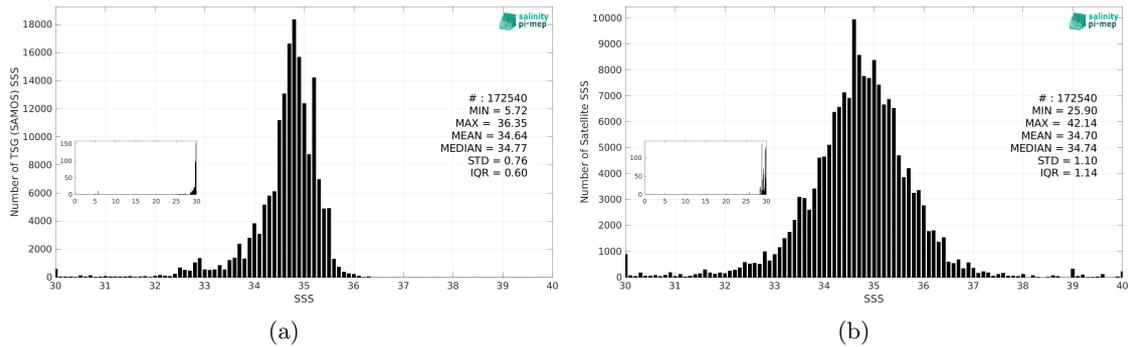 salinity
pi-mep
Number of TSG (SAMOS) SSS
18000
16000
14000
12000
10000
8000
6000
4000
2000
0
# : 172540
MIN = 5.72
MAX = 36.35
MEAN = 34.64
MEDIAN = 34.77
STD = 0.76
IQR = 0.60
150
100
50
0
0 5 10 15 20 25 30
30 31 32 33 34 35 36 37 38 39 40
SSS
(a)
salinity
pi-mep
Number of Satellite SSS
10000
9000
8000
7000
6000
5000
4000
3000
2000
1000
0
# : 172540
MIN = 25.90
MAX = 42.14
MEAN = 34.70
MEDIAN = 34.74
STD = 1.10
IQR = 1.14
100
50
0
0 5 10 15 20 25 30
30 31 32 33 34 35 36 37 38 39 40
SSS
(b)